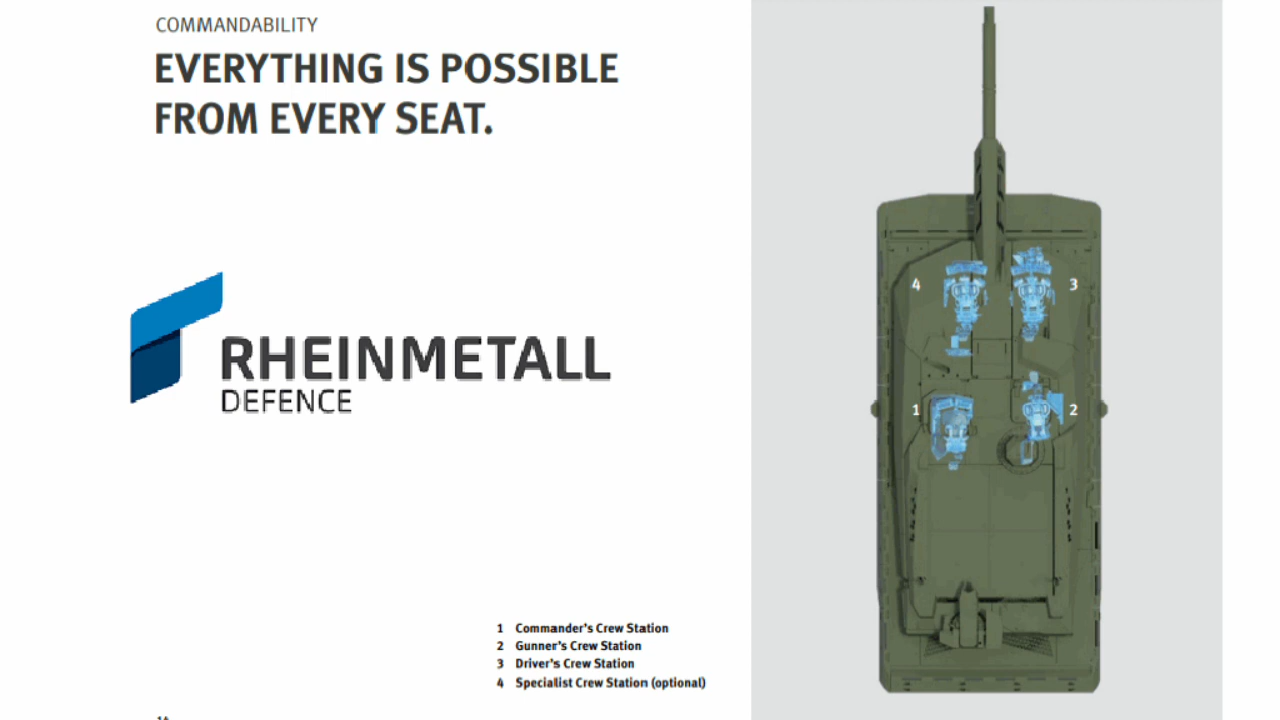 COMMANDABILITY
EVERYTHING IS POSSIBLE
FROM EVERY SEAT.
RHEINMETALL
DEFENCE
1 Commander's Crew Station
2 Gunner's Crew Station
3 Driver's Crew Station
4 Specialist Crew Station (optional)
4 3
1 2